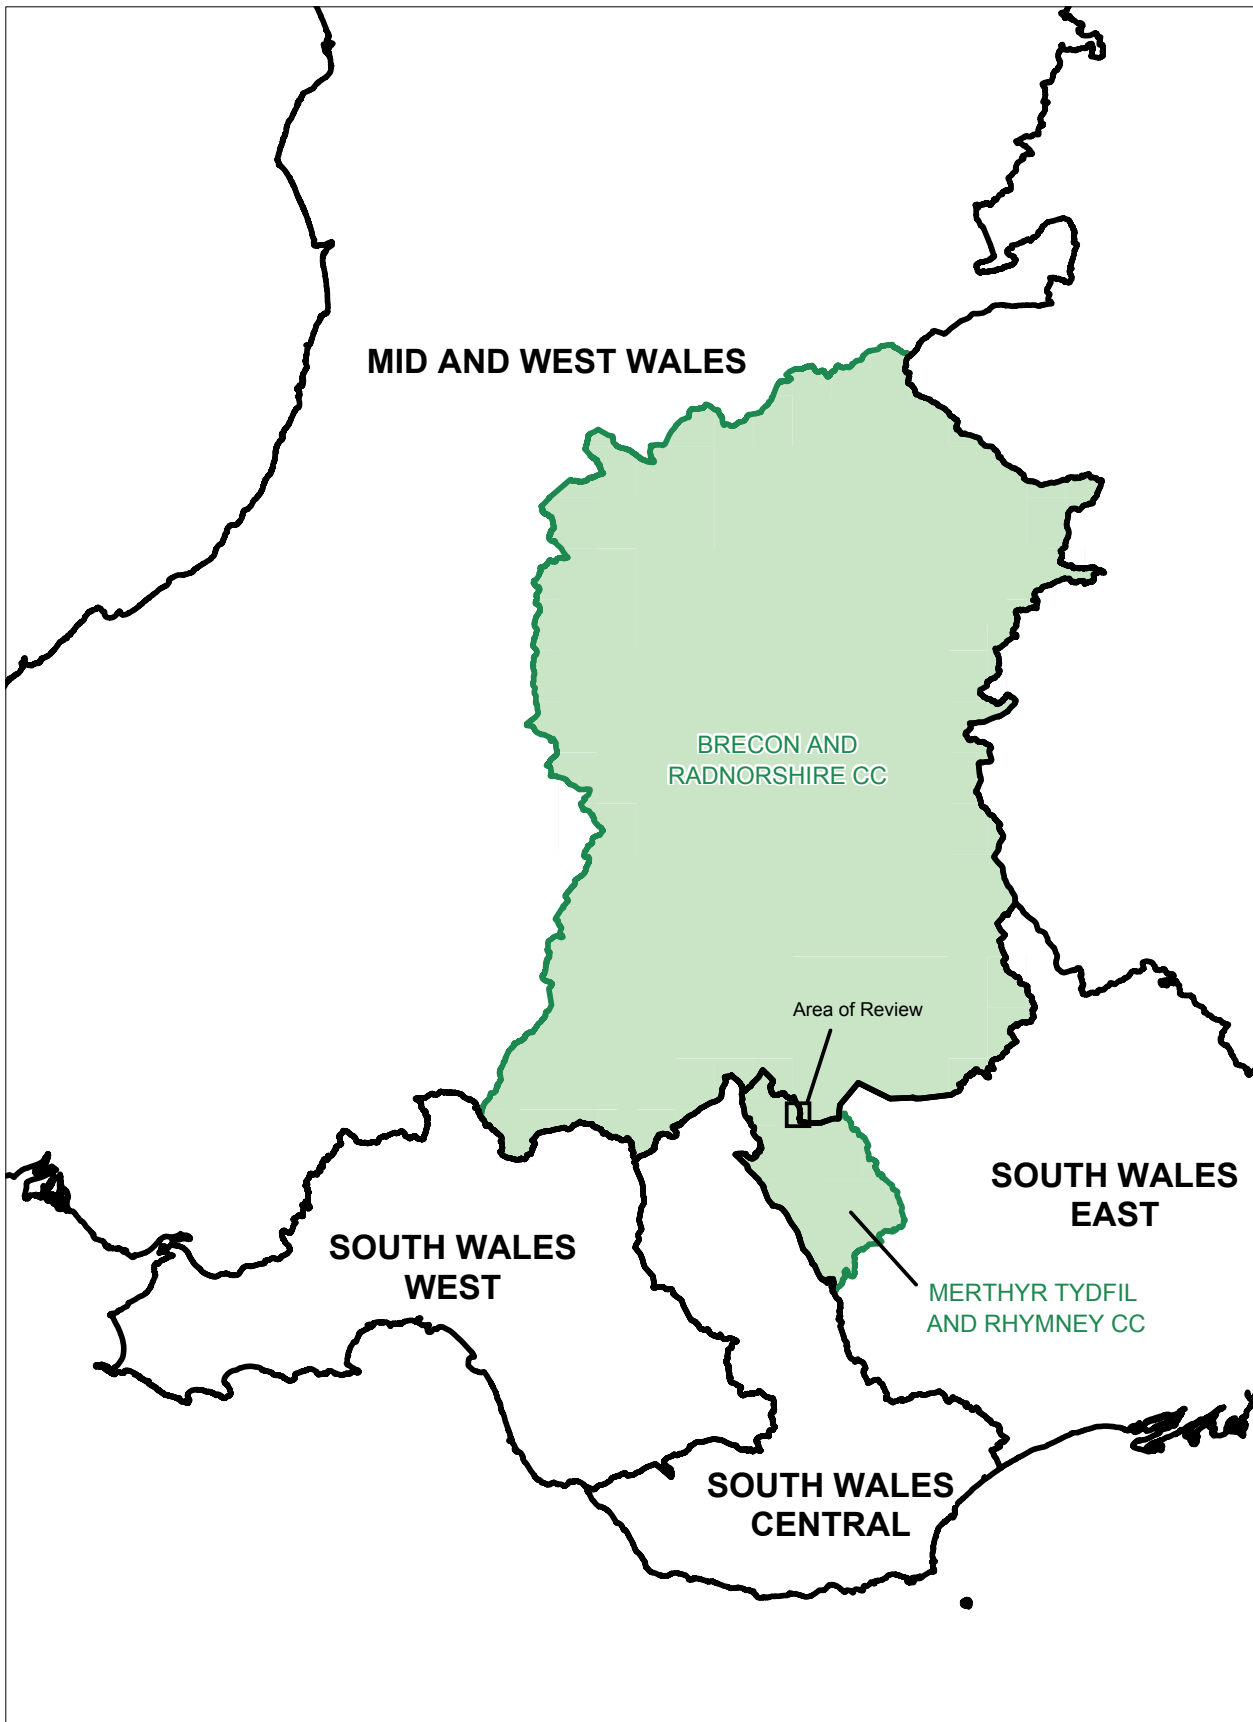 MID AND WEST WALES
BRECON AND
RADNORSHIRE CC
Area of Review
SOUTH WALES
EAST
SOUTH WALES
WEST
MERTHYR TYDFIL
AND RHYMNEY CC
SOUTH WALES
CENTRAL